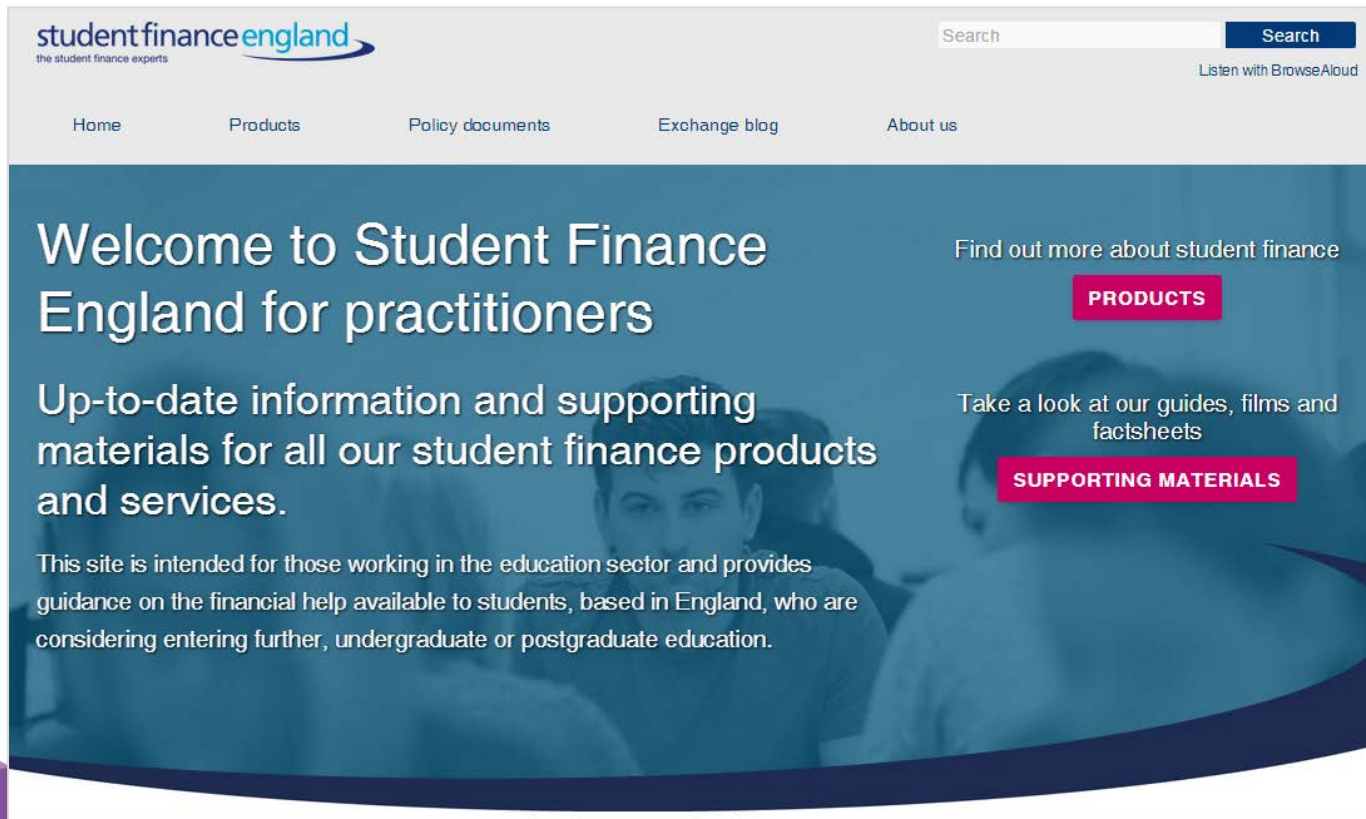 studentfinanceengland
the student finance experts
Search
Search
Listen with BrowseAloud
Home
Products
Policy documents
Exchange blog
About us
Welcome to Student Finance
England for practitioners
Up-to-date information and supporting
materials for all our student finance products
and services.
This site is intended for those working in the education sector and provides
guidance on the financial help available to students, based in England, who are
considering entering further, undergraduate or postgraduate education.
Find out more about student finance
PRODUCTS
Take a look at our guides, films and
factsheets
SUPPORTING MATERIALS